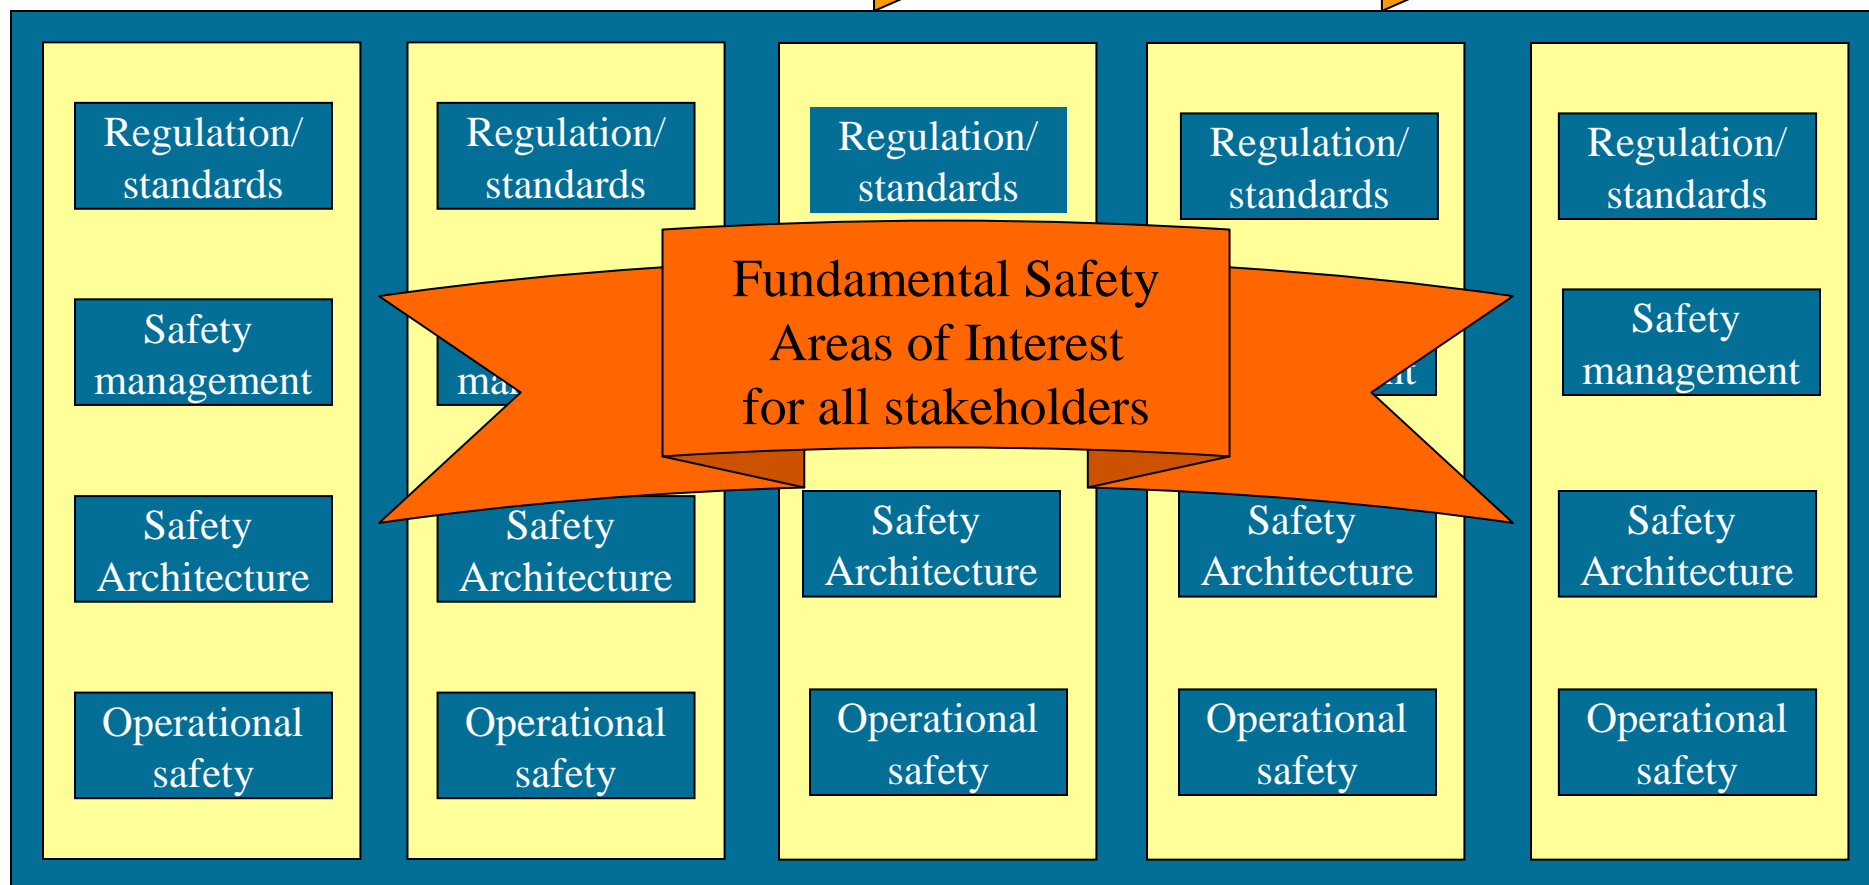 Regulation/
standards
Safety
management
Safety
Architecture
Operational
safety
Regulation/
standards
Safety
Architecture
Operational
safety
Regulation/
standards
Fundamental Safety
Areas of Interest
for all stakeholders
Safety
Architecture
Operational
safety
Regulation/
standards
Safety
Architecture
Operational
safety
Regulation/
standards
Safety
management
Safety
Architecture
Operational
safety